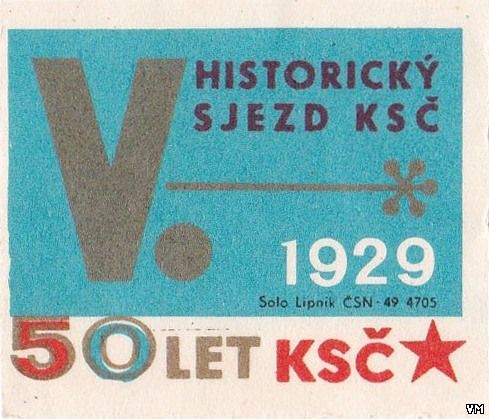 V.
HISTORICKÝ
SJEZD KSČ
1929
Solo Lipník ČSN - 49 4705
50 LET KSČ
VM